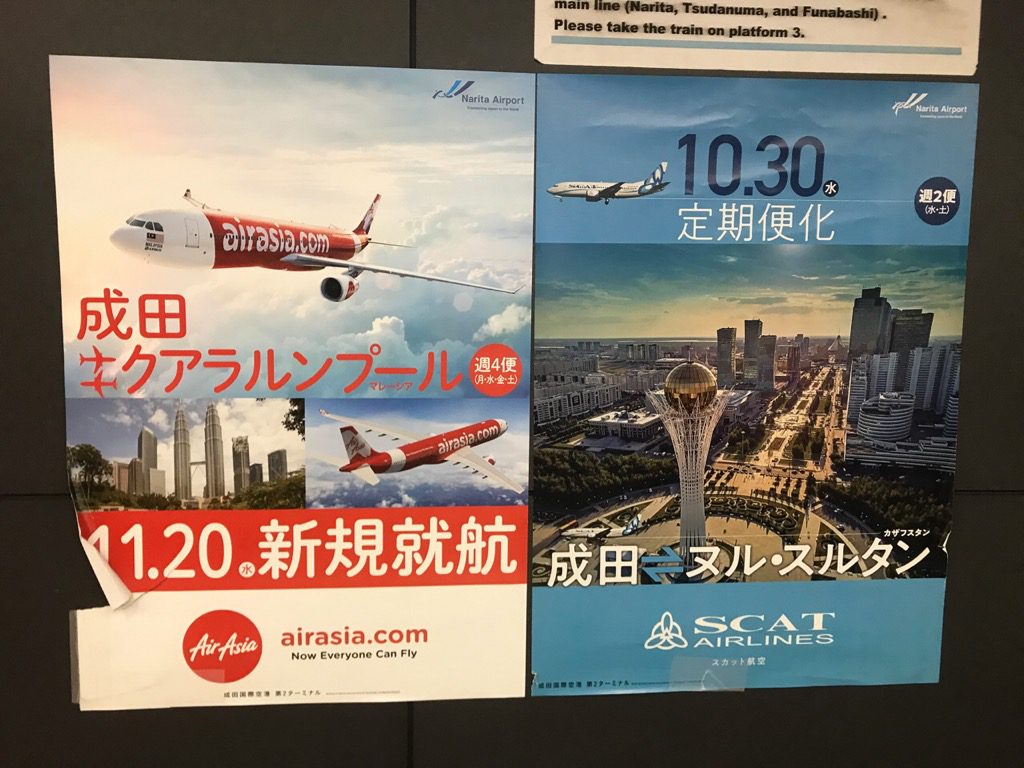 main line (Narita, Tsudanuma, and Funabashi) .
Please take the train on platform 3.
Narita Airport
airasia.com
MALAYSIA
成田
クアラルンプール
マレーシア
週4便
(月・水・金・土)
airasia.com
11.20 水 新規就航
Air Asia
airasia.com
Now Everyone Can Fly
成田国際空港 第2ターミナル
Narita Airport
SCAT
10.30 水
定期便化
週2便
(水・土)
カザフスタン
成田 ⇌ ヌル・スルタン
SCAT
AIRLINES
スカット航空
成田国際空港 第2ターミナル